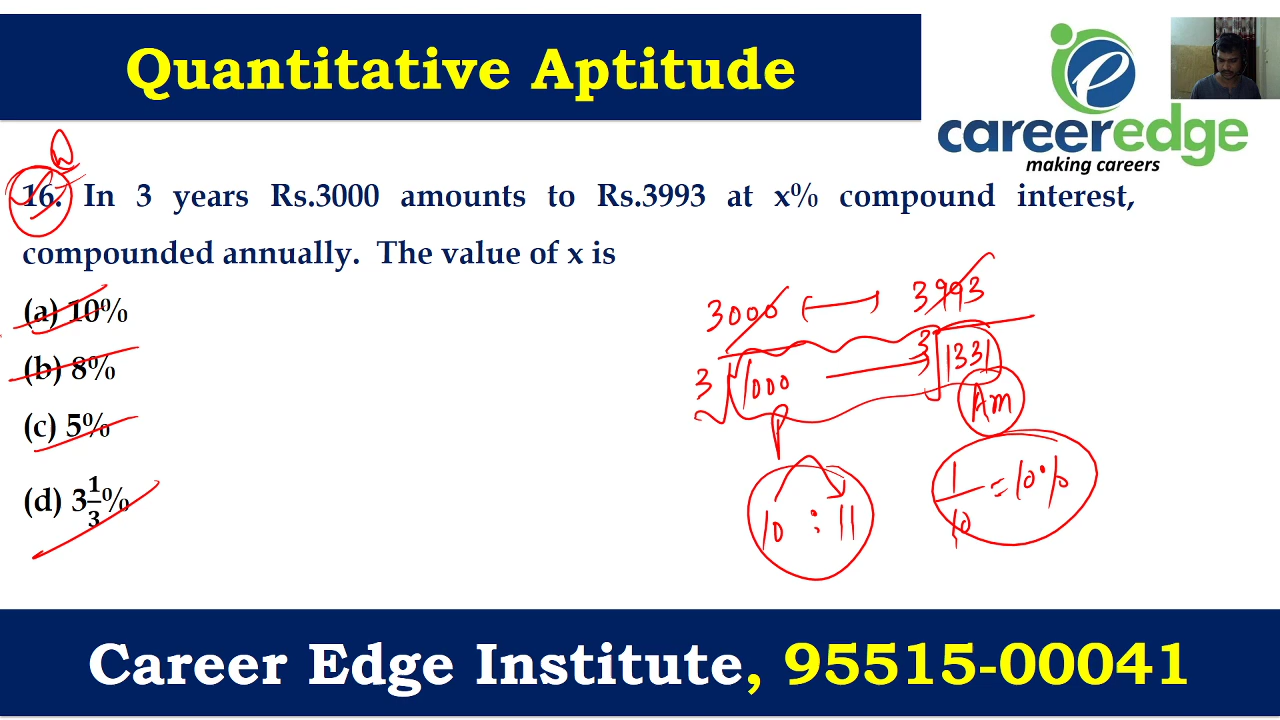 Quantitative Aptitude
careeredge
making careers
16. In 3 years Rs.3000 amounts to Rs.3993 at x% compound interest,
compounded annually. The value of x is
(a) 10%
(b) 8%
(c) 5%
(d) 3 1/3%
3000 ⟷ 3993
3√1000 — 3√1331
P Am
10 : 11
1/10 = 10%
Career Edge Institute, 95515-00041